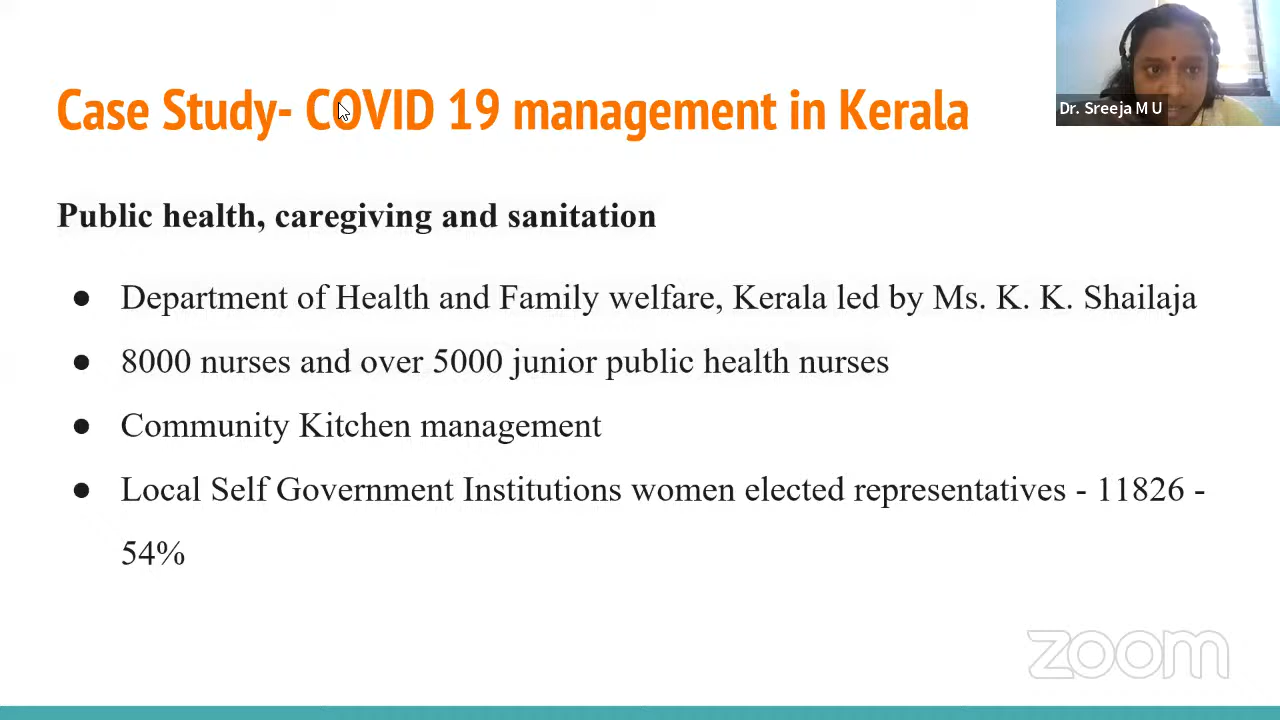 Case Study- COVID 19 management in Kerala
Dr. Sreeja M U
Public health, caregiving and sanitation
● Department of Health and Family welfare, Kerala led by Ms. K. K. Shailaja
● 8000 nurses and over 5000 junior public health nurses
● Community Kitchen management
● Local Self Government Institutions women elected representatives - 11826 -
54%
zoom